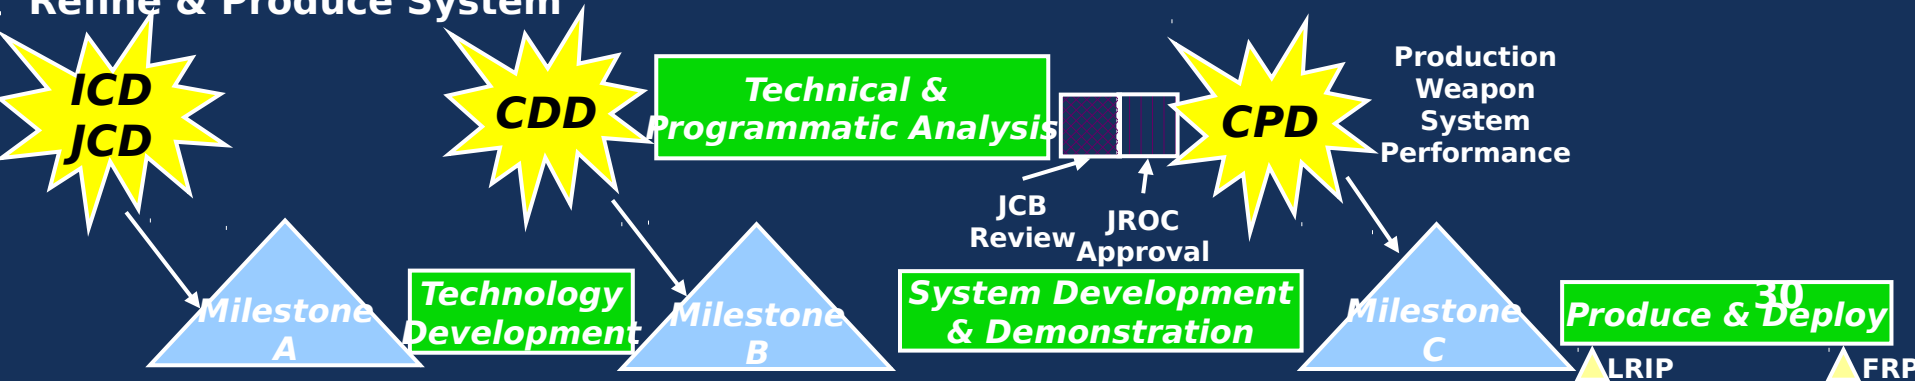 Refine & Produce System
ICD
JCD
CDD
Technical &
Programmatic Analysis
CPD
Production
Weapon
System
Performance
JCB
Review
JROC
Approval
Milestone
A
Technology
Development
Milestone
B
System Development
& Demonstration
Milestone
C
30
Produce & Deploy
LRIP
FRP